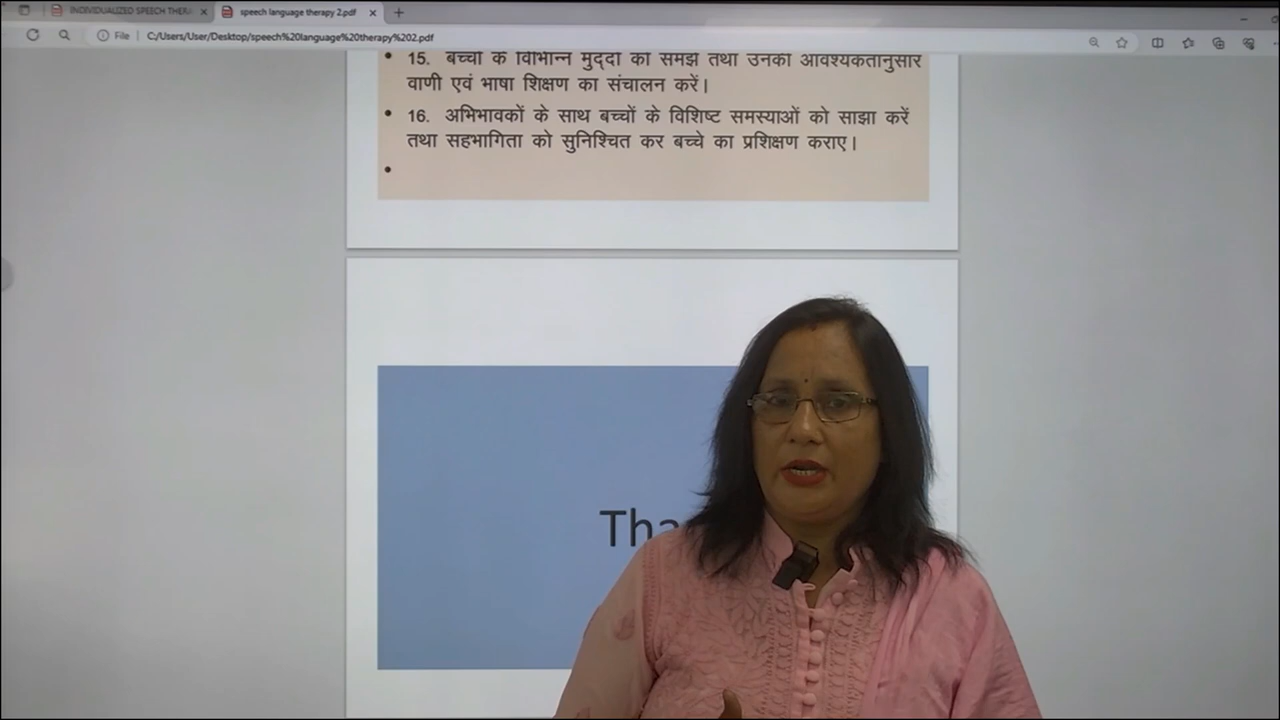 INDIVIDUALIZED SPEECH THERA
speech language therapy 2.pdf
File
C:/Users/User/Desktop/speech%20language%20therapy%202.pdf
• 15. बच्चों के विभिन्न मुद्दों को समझें तथा उनकी आवश्यकतानुसार
वाणी एवं भाषा शिक्षण का संचालन करें।
• 16. अभिभावकों के साथ बच्चों के विशिष्ट समस्याओं को साझा करें
तथा सहभागिता को सुनिश्चित कर बच्चे का प्रशिक्षण कराए।
•
Tha